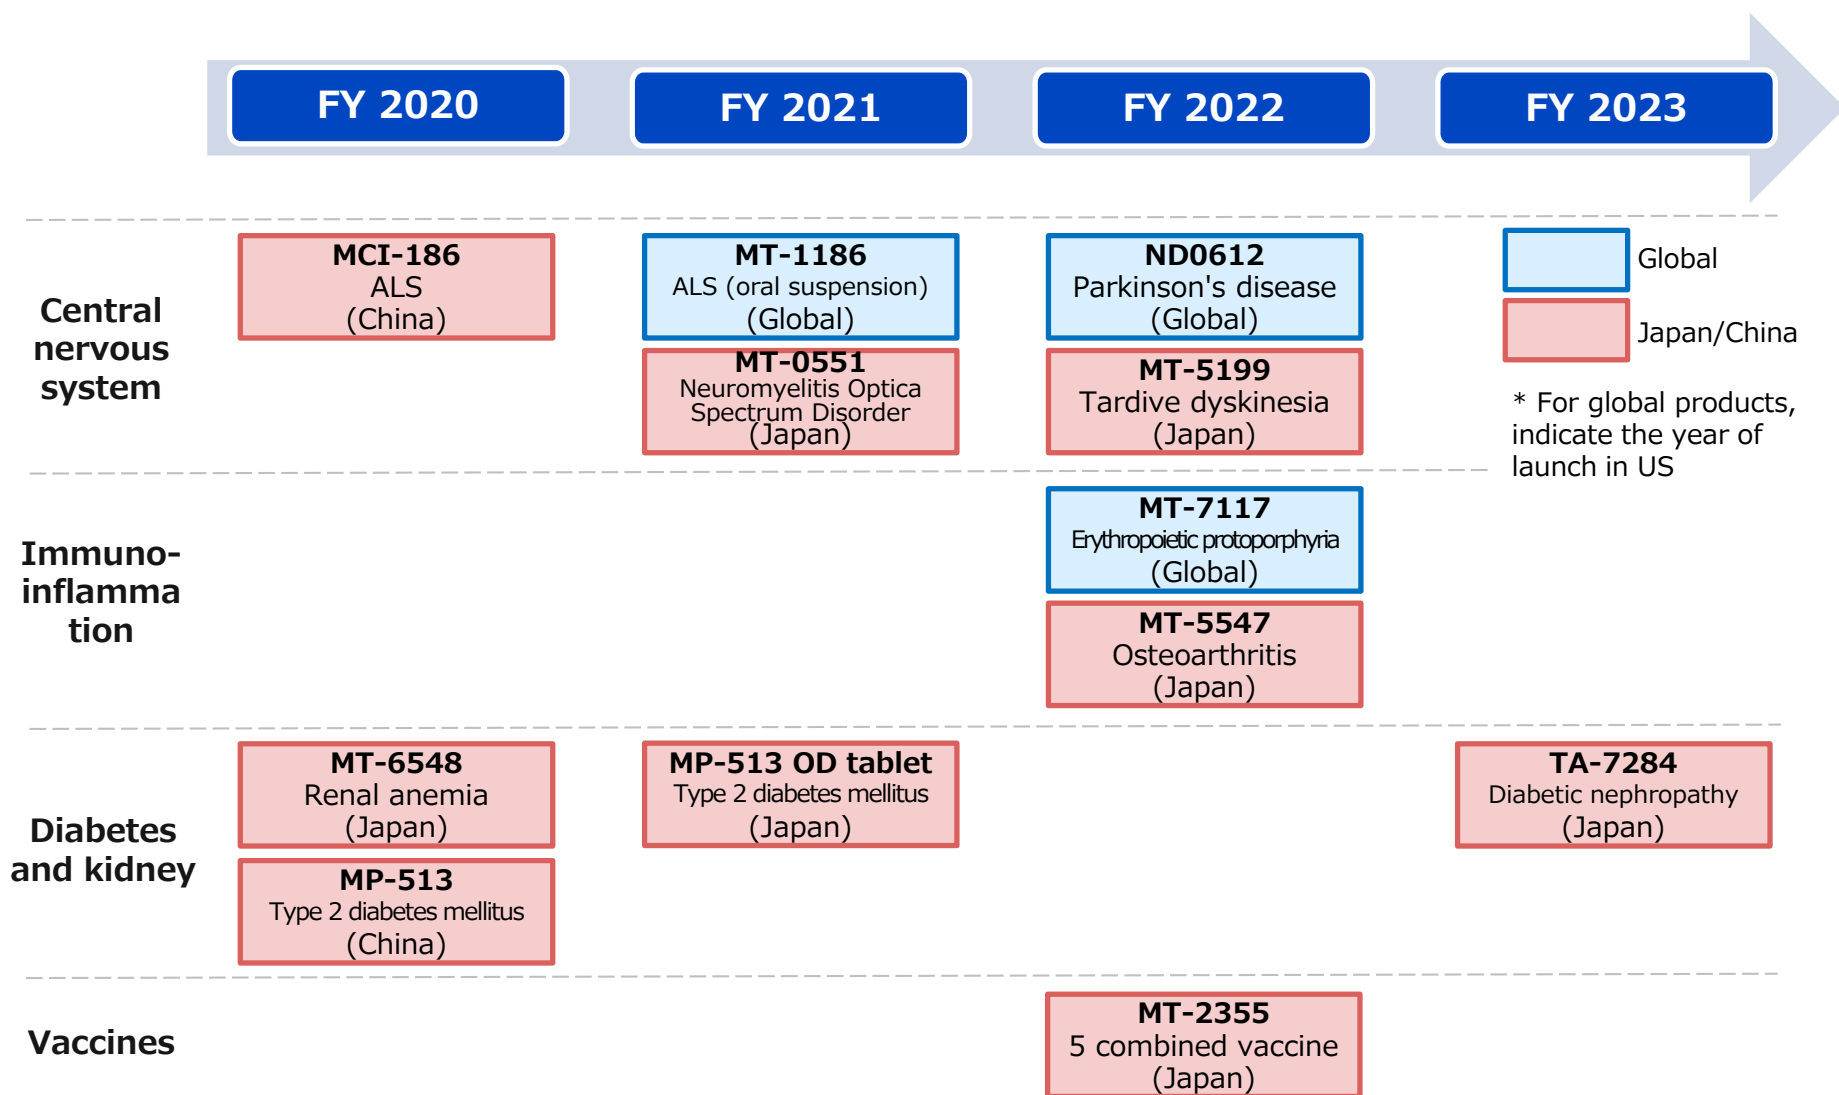 FY 2020
FY 2021
FY 2022
FY 2023
Central
nervous
system
MCI-186
ALS
(China)
MT-1186
ALS (oral suspension)
(Global)
MT-0551
Neuromyelitis Optica
Spectrum Disorder
(Japan)
ND0612
Parkinson's disease
(Global)
MT-5199
Tardive dyskinesia
(Japan)
Global
Japan/China
* For global products,
indicate the year of
launch in US
Immuno-
inflamma
tion
MT-7117
Erythropoietic protoporphyria
(Global)
MT-5547
Osteoarthritis
(Japan)
Diabetes
and kidney
MT-6548
Renal anemia
(Japan)
MP-513
Type 2 diabetes mellitus
(China)
MP-513 OD tablet
Type 2 diabetes mellitus
(Japan)
TA-7284
Diabetic nephropathy
(Japan)
Vaccines
MT-2355
5 combined vaccine
(Japan)